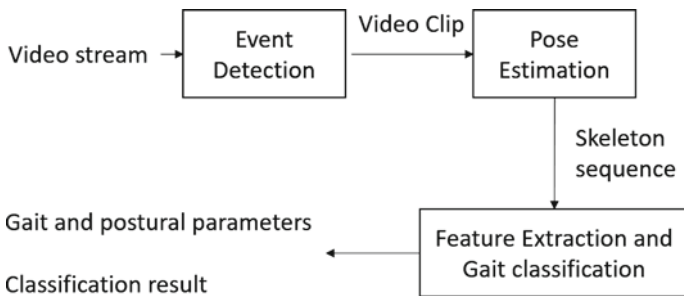 Video stream
Event
Detection
Video Clip
Pose
Estimation
Skeleton
sequence
Feature Extraction and
Gait classification
Gait and postural parameters
Classification result